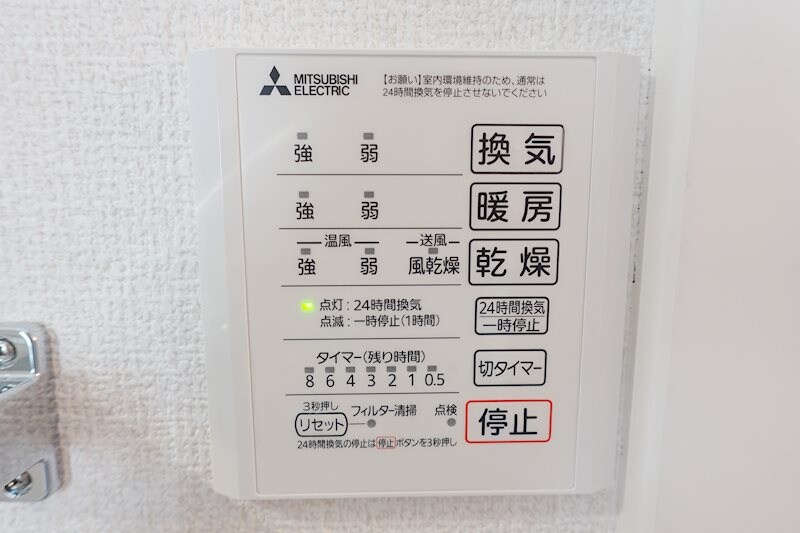 MITSUBISHI
ELECTRIC
【お願い】室内環境維持のため、通常は
24時間換気を停止させないでください
強 弱 換気
強 弱 暖房
温風 送風
強 弱 風乾燥 乾燥
点灯:24時間換気
点滅:一時停止(1時間)
24時間換気
一時停止
タイマー(残り時間)
8 6 4 3 2 1 0.5
切タイマー
3秒押し
リセット フィルター清掃 点検
停止
24時間換気の停止は停止ボタンを3秒押し